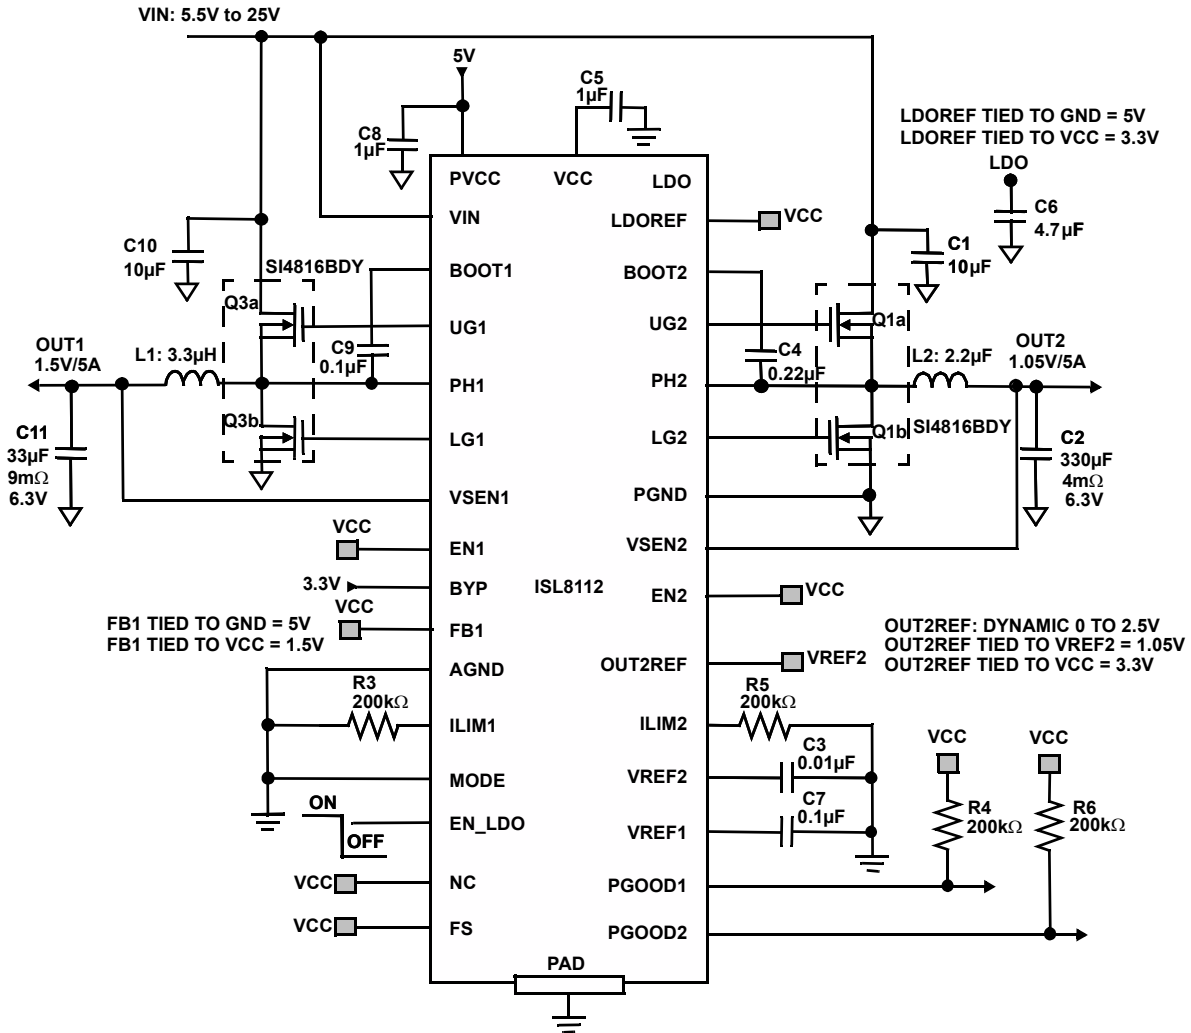 VIN: 5.5V to 25V
5V
C5
1µF
C8
1µF
LDOREF TIED TO GND = 5V
LDOREF TIED TO VCC = 3.3V
LDO
C6
4.7µF
PVCC
VCC
LDO
VIN
LDOREF
VCC
C10
10µF
C1
10µF
SI4816BDY
BOOT1
BOOT2
Q3a
Q1a
UG1
UG2
OUT1
1.5V/5A
L1: 3.3µH
C9
0.1µF
C4
0.22µF
L2: 2.2µF
OUT2
1.05V/5A
PH1
PH2
Q3b
Q1b
SI4816BDY
LG1
LG2
C11
33µF
9mΩ
6.3V
C2
330µF
4mΩ
6.3V
VSEN1
PGND
VCC
EN1
VSEN2
3.3V
BYP
ISL8112
EN2
VCC
VCC
FB1 TIED TO GND = 5V
FB1 TIED TO VCC = 1.5V
FB1
OUT2REF: DYNAMIC 0 TO 2.5V
OUT2REF TIED TO VREF2 = 1.05V
OUT2REF TIED TO VCC = 3.3V
AGND
OUT2REF
VREF2
R3
200kΩ
R5
200kΩ
ILIM1
ILIM2
VCC
VCC
C3
0.01µF
MODE
VREF2
ON
OFF
EN_LDO
C7
0.1µF
VREF1
R4
200kΩ
R6
200kΩ
VCC
NC
PGOOD1
VCC
FS
PGOOD2
PAD